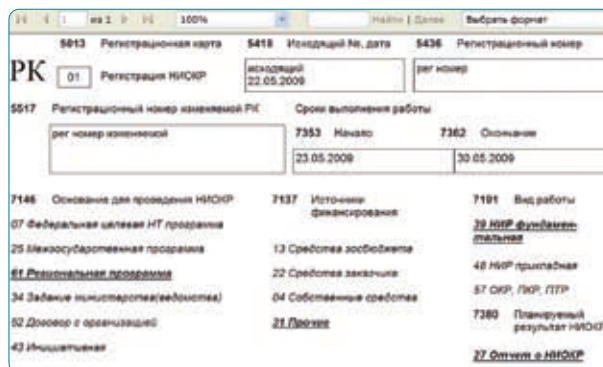 1 из 1 100% Найти | Далее Выбрать формат
5013 Регистрационная карта 5418 Исходящий №, дата 5436 Регистрационный номер
РК 01 Регистрация НИОКР
исходящий
22.05.2009
рег номер
5517 Регистрационный номер изменяемой РК Сроки выполнения работы
рег номер изменяемой
7353 Начало 7362 Окончание
23.05.2009 30.05.2009
7146 Основание для проведения НИОКР 7137 Источники финансирования 7191 Вид работы
07 Федеральная целевая НТ программа
39 НИР фундамен-
тальная
25 Межгосударственная программа 13 Средства госбюджета
61 Региональная программа 22 Средства заказчика 48 НИР прикладная
34 Задание министерства(ведомства) 04 Собственные средства 57 ОКР, ПКР, ПТР
52 Договор с организацией 31 Прочие
7380 Планируемый
результат НИОКР
43 Инициативная
27 Отчет о НИОКР